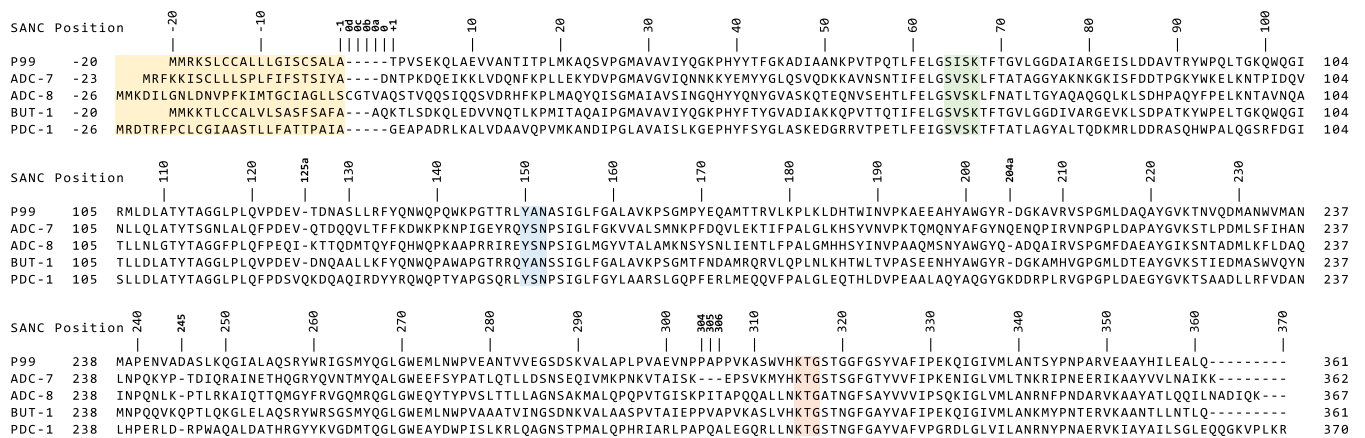 SANC Position -20 -10 -1 0d 0c 0b 0a 0 +1 10 20 30 40 50 60 70 80 90 100
P99 -20 MMRKSLCCALLLGISCSALA-----TPVSEKQLAEVVANTITPLMKAQSVPGMAVAVIYQGKPHYYTFGKADIAANKPVTPQTLFELGSISKTFTGVLGGDAIARGEISLDDAVTRYWPQLTGKQWQGI 104
ADC-7 -23 MRFKKISCLLLSPLFIFSTSIYA----DNTPKDQEIKKLVDQNFKPLLEKYDVPGMAVGVIQNNKKYEMYYGLQSVQDKKAVNSNTIFELGSVSKLFTATAGGYAKNKGKISFDDTPGKYWKELKNTPIDQV 104
ADC-8 -26 MMKDILGNLDNVPFKIMTGCIAGLLSCGTVAQSTVQQSIQQSVDRHFKPLMAQYQISGMAIAVSINGQHYYQNYGVASKQTEQNVSEHTLFELGSVSKLFNATLTGYAQAQGQLKLSDHPAQYFPELKNTAVNQA 104
BUT-1 -20 MMKKTLCCALVLSASFSAFA---AQKTLSDKQLEDVVNQTLKPMITAQAIPGMAVAVIYQGKPHYFTYGVADIAKKQPVTTQTIFELGSVSKTFTGVLGGDIVARGEVKLSDPATKYWPELTGKQWQGI 104
PDC-1 -26 MRDTRFPCLCGIAASTLLFATTPAIA-----GEAPADRLKALVDAAVQPVMKANDIPGLAVAISLKGEPHYFSYGLASKEDGRRVTPETLFEIGSVSKTFTATLAGYALTQDKMRLDDRASQHWPALQGSRFDGI 104
SANC Position 110 120 125a 130 140 150 160 170 180 190 200 204a 210 220 230
P99 105 RMLDLATYTAGGLPLQVPDEV-TDNASLLRFYQNWQPQWKPGTTRLYANASIGLFGALAVKPSGMPYEQAMTTRVLKPLKLDHTWINVPKAEEAHYAWGYR-DGKAVRVSPGMLDAQAYGVKTNVQDMANWVMAN 237
ADC-7 105 NLLQLATYTSGNLALQFPDEV-QTDQQVLTFFKDWKPKNPIGEYRQYSNPSIGLFGKVVALSMNKPFDQVLEKTIFPALGLKHSYVNVPKTQMQNYAFGYNQENQPIRVNPGPLDAPAYGVKSTLPDMLSFIHAN 237
ADC-8 105 TLLNLGTYTAGGLPLQFPEQI-KTTQDMTQYFQHWQPKAAPRRIREYSNPSIGLMGYVTALAMKNSYSNLIENTLFPALGMHHSYINVPAAQMSNYAWGYQ-ADQAIRVSPGMFDAEAYGIKSNTADMLKFLDAQ 237
BUT-1 105 TLLDLATYTAGGLPLQVPDEV-DNQAALLKFYQNWQPAWAPGTTRRQYANSSIGLFGALAVKPSGMTFNDAMRQRVLQPLNLKHTWLTVPASEENHYAWGYR-DGKAMHVGPGMLDTEAYGVKSTIEDMASWVQYN 237
PDC-1 105 SLLDLATYTAGGLPLQFPDSVQKDQAQIRDYYRQWQPTYAPGSQRLYSNPSIGLFGYLAARSLGQPFERLMEQQVFPALGLEQTHLDVPEAALAQYAQGYGKDDRPLRVGPGPLDAEGYGVKTSAADLLRFVDAN 237
SANC Position 240 245 250 260 270 280 290 300 304 305 306 310 320 330 340 350 360 370
P99 238 MAPENVADASLKQGIALAQSRYWRIGSMYQGLGWEMLNWPVEANTVVEGSDSKVALAPLPVAEVNPPAPPVKASWVHKTGSTGGFGSYVAFIPEKQIGIVMLANTSYPNPARVEAAYHILEALQ--------- 361
ADC-7 238 LNPQKYP-TDIQRAINETHQGRYQVNTMYQALGWEEFSYPATLQTLLDSNSEQIVMKPNKVTAISK---EPSVKMYHKTGSTSGFGTYVVFIPKENIGLVMLTNKRIPNEERIKAAYVVLNAIKK-------- 362
ADC-8 238 INPQNLK-PTLRKAIQTTQMGYFRVGQMRQGLGWEQYTYPVSLTTLLAGNSAKMALQPQPVTGISKPITAPQQALLNKTGATNGFSAYVVVIPSQKIGLVMLANRNFPNDARVKAAYATLQQILNADIQK--- 367
BUT-1 238 MNPQQVKQPTLQKGLELAQSRYWRSGSMYQGLGWEMLNWPVAAATVINGSDNKVALAASPVTAIEPPVAPVKASLVHKTGSTGGFGAYVAFIPEKQIGIVMLANKMYPNTERVKAANTLLNTLQ--------- 361
PDC-1 238 LHPERLD-RPWAQALDATHRGYYKVGDMTQGLGWEAYDWPISLKRLQAGNSTPMALQPHRIARLPAPQALEGQRLLNKTGSTNGFGAYVAFVPGRDLGLVILANRNYPNAERVKIAYAILSGLEQQGKVPLKR 370